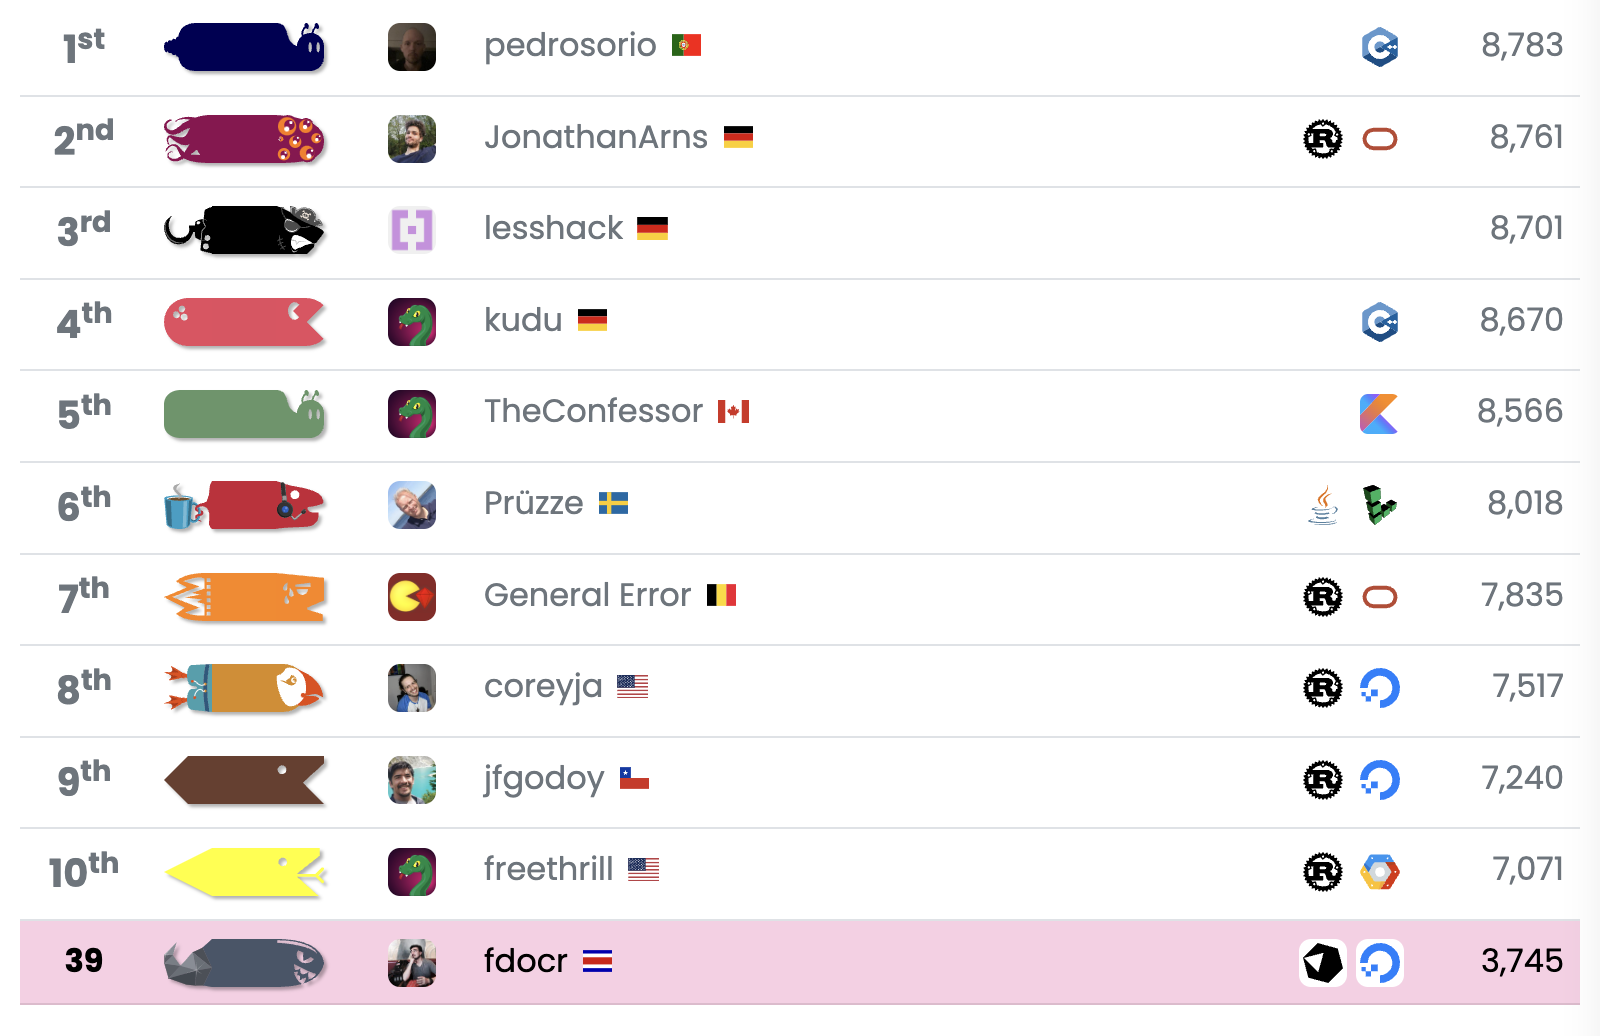 1st pedrosorio 8,783
2nd JonathanArns R 8,761
3rd lesshack 8,701
4th kudu 8,670
5th TheConfessor 8,566
6th Prüzze 8,018
7th General Error R 7,835
8th coreyja R 7,517
9th jfgodoy R 7,240
10th freethrill R 7,071
39 fdocr 3,745